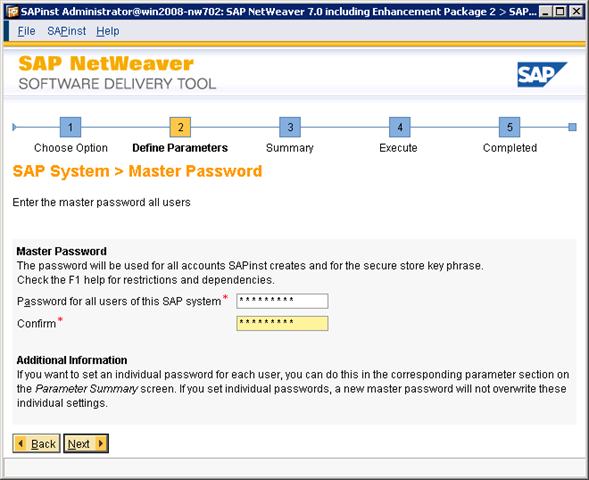 SAPinst Administrator@win2008-nw702: SAP NetWeaver 7.0 including Enhancement Package 2 > SAP...
File SAPinst Help
SAP NetWeaver
SOFTWARE DELIVERY TOOL
SAP
1 2 3 4 5
Choose Option Define Parameters Summary Execute Completed
SAP System > Master Password
Enter the master password all users
Master Password
The password will be used for all accounts SAPinst creates and for the secure store key phrase.
Check the F1 help for restrictions and dependencies.
Password for all users of this SAP system* *********
Confirm* *********
Additional Information
If you want to set an individual password for each user, you can do this in the corresponding parameter section on
the Parameter Summary screen. If you set individual passwords, a new master password will not overwrite these
individual settings.
Back Next